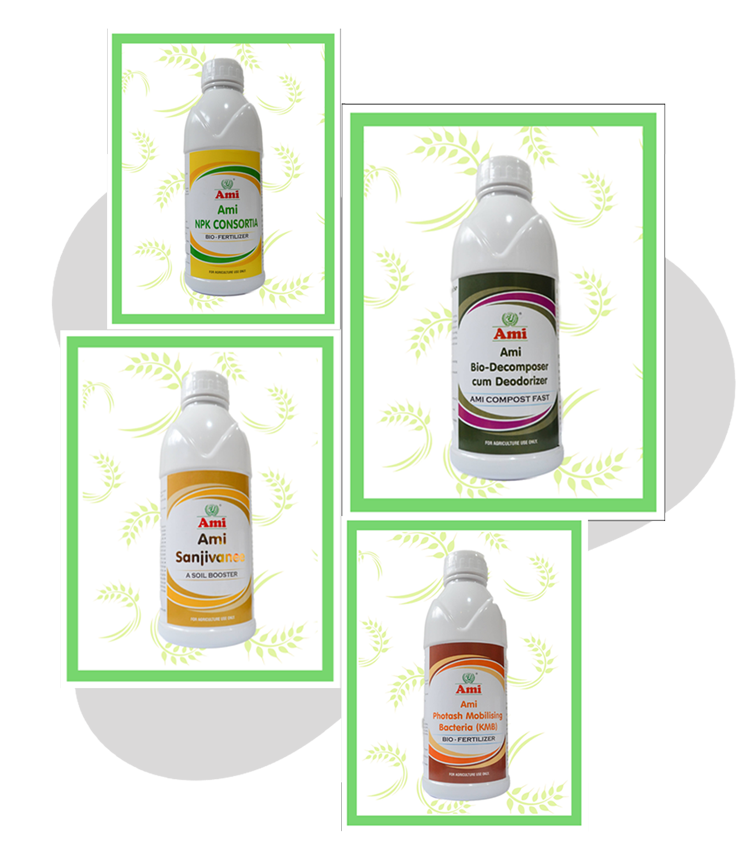 Ami
Ami
NPK CONSORTIA
BIO-FERTILIZER
FOR AGRICULTURE USE ONLY.
Ami
Ami
Bio-Decomposer
cum Deodorizer
AMI COMPOST FAST
FOR AGRICULTURE USE ONLY.
Ami
Ami
Sanjivanee
A SOIL BOOSTER
FOR AGRICULTURE USE ONLY.
Ami
Ami
Photash Mobilising
Bacteria (KMB)
BIO-FERTILIZER
FOR AGRICULTURE USE ONLY.